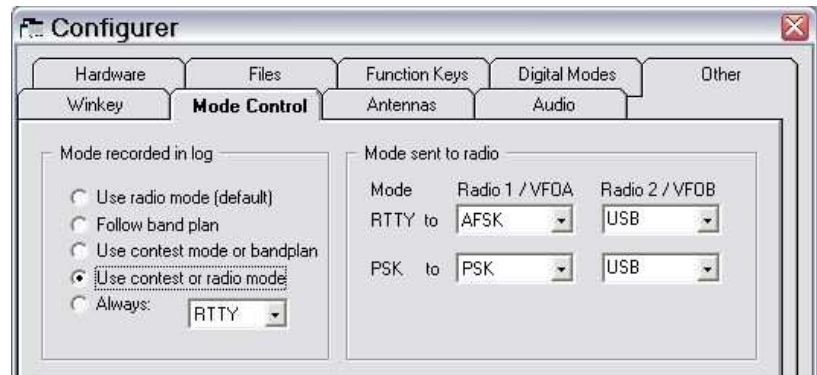 Configurer
Hardware Files Function Keys Digital Modes Other
Winkey Mode Control Antennas Audio
Mode recorded in log
Use radio mode (default)
Follow band plan
Use contest mode or bandplan
Use contest or radio mode
Always: RTTY
Mode sent to radio
Mode Radio 1 / VFOA Radio 2 / VFOB
RTTY to AFSK USB
PSK to PSK USB